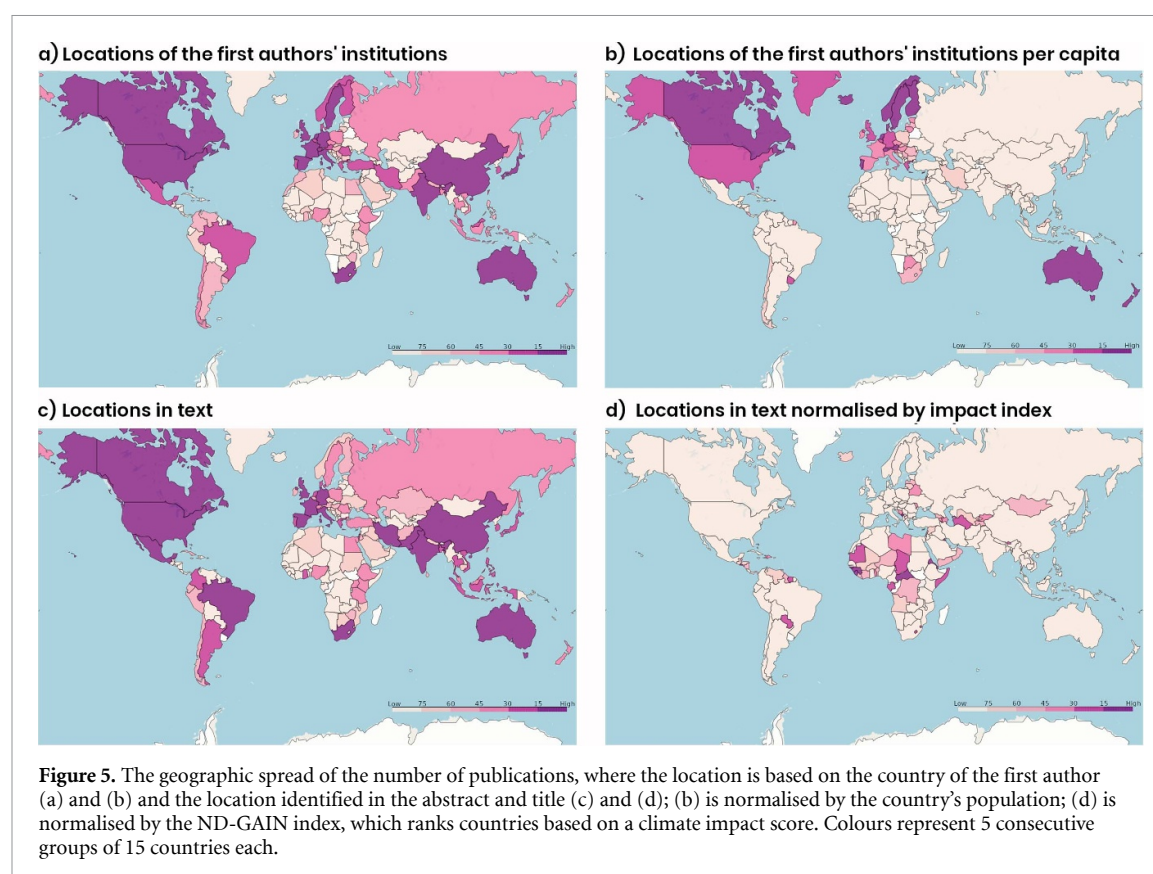 a) Locations of the first authors' institutions
b) Locations of the first authors' institutions per capita
Low 75 60 45 30 15 High
Low 75 60 45 30 15 High
c) Locations in text
d) Locations in text normalised by impact index
Low 75 60 45 30 15 High
Low 75 60 45 30 15 High
Figure 5. The geographic spread of the number of publications, where the location is based on the country of the first author
(a) and (b) and the location identified in the abstract and title (c) and (d); (b) is normalised by the country's population; (d) is
normalised by the ND-GAIN index, which ranks countries based on a climate impact score. Colours represent 5 consecutive
groups of 15 countries each.